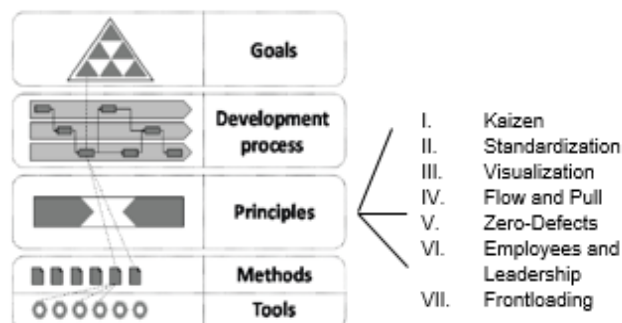 Goals
Development
process
Principles
Methods
Tools
I. Kaizen
II. Standardization
III. Visualization
IV. Flow and Pull
V. Zero-Defects
VI. Employees and
Leadership
VII. Frontloading